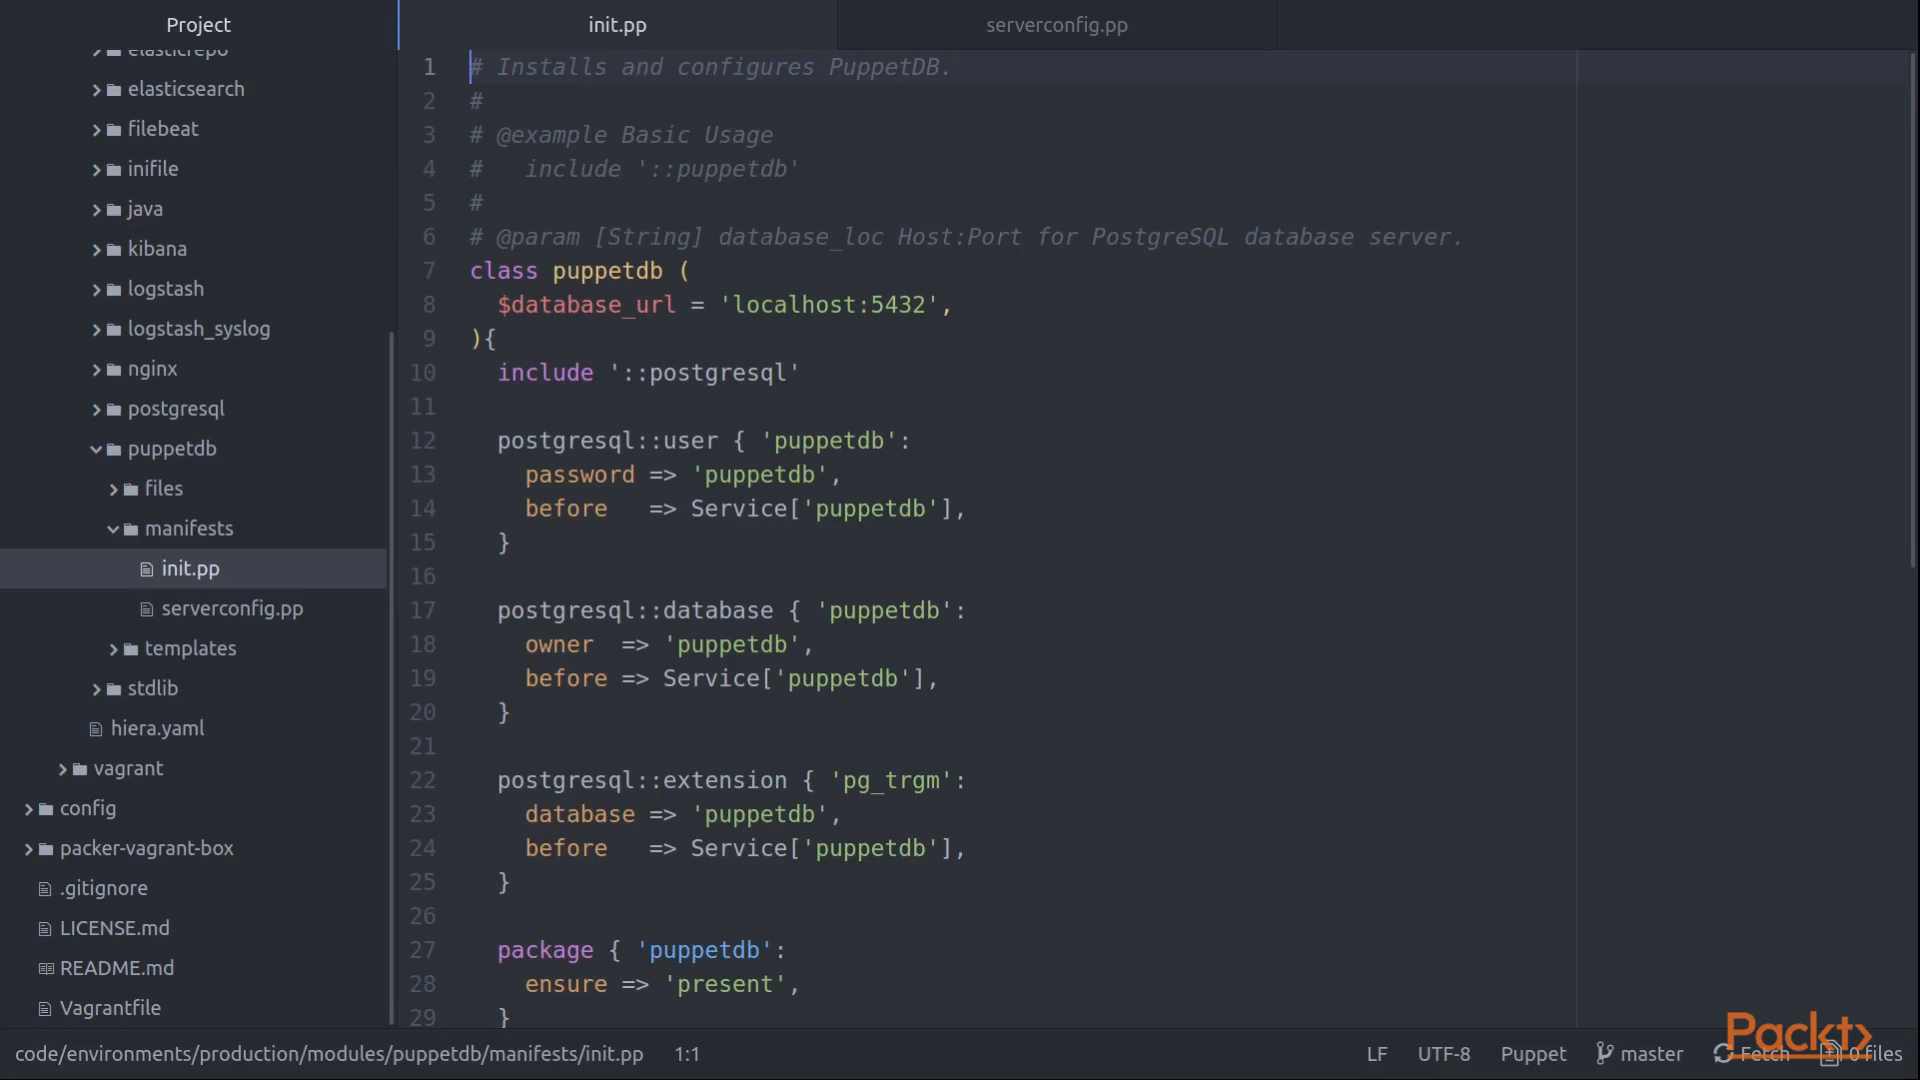 Project
init.pp
serverconfig.pp
elasticrepo
elasticsearch
filebeat
inifile
java
kibana
logstash
logstash_syslog
nginx
postgresql
puppetdb
files
manifests
init.pp
serverconfig.pp
templates
stdlib
hiera.yaml
vagrant
config
packer-vagrant-box
.gitignore
LICENSE.md
README.md
Vagrantfile
1 # Installs and configures PuppetDB.
2 #
3 # @example Basic Usage
4 #   include '::puppetdb'
5 #
6 # @param [String] database_loc Host:Port for PostgreSQL database server.
7 class puppetdb (
8   $database_url = 'localhost:5432',
9 ){
10   include '::postgresql'
11
12   postgresql::user { 'puppetdb':
13     password => 'puppetdb',
14     before   => Service['puppetdb'],
15   }
16
17   postgresql::database { 'puppetdb':
18     owner  => 'puppetdb',
19     before => Service['puppetdb'],
20   }
21
22   postgresql::extension { 'pg_trgm':
23     database => 'puppetdb',
24     before   => Service['puppetdb'],
25   }
26
27   package { 'puppetdb':
28     ensure => 'present',
29   }
code/environments/production/modules/puppetdb/manifests/init.pp 1:1
LF UTF-8 Puppet master Fetch 0 files
Packt>